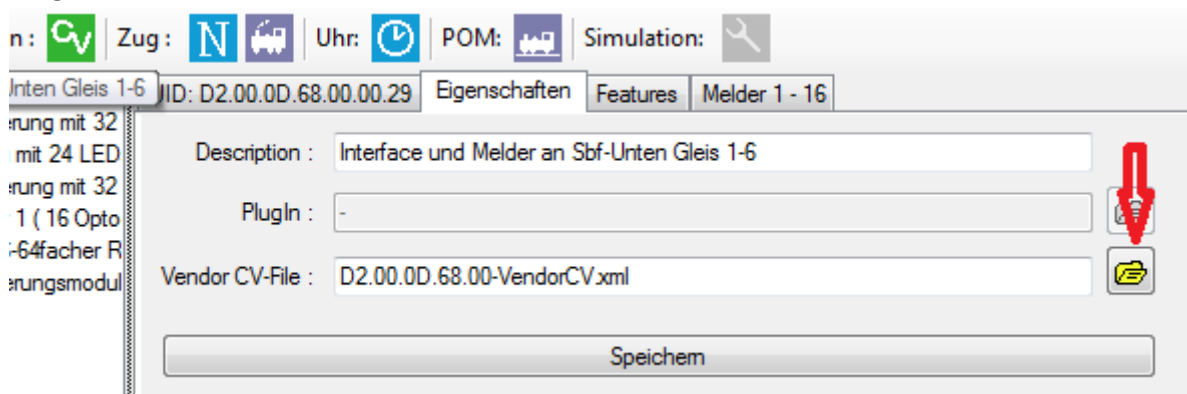 n : CV Zug : N Uhr: POM: Simulation:
Unten Gleis 1-6 UID: D2.00.0D.68.00.00.29 Eigenschaften Features Melder 1 - 16
erung mit 32
mit 24 LED
erung mit 32
1 ( 16 Opto
-64facher R
erungsmodul
Description : Interface und Melder an Sbf-Unten Gleis 1-6
PlugIn : -
Vendor CV-File : D2.00.0D.68.00-VendorCV.xml
Speichern